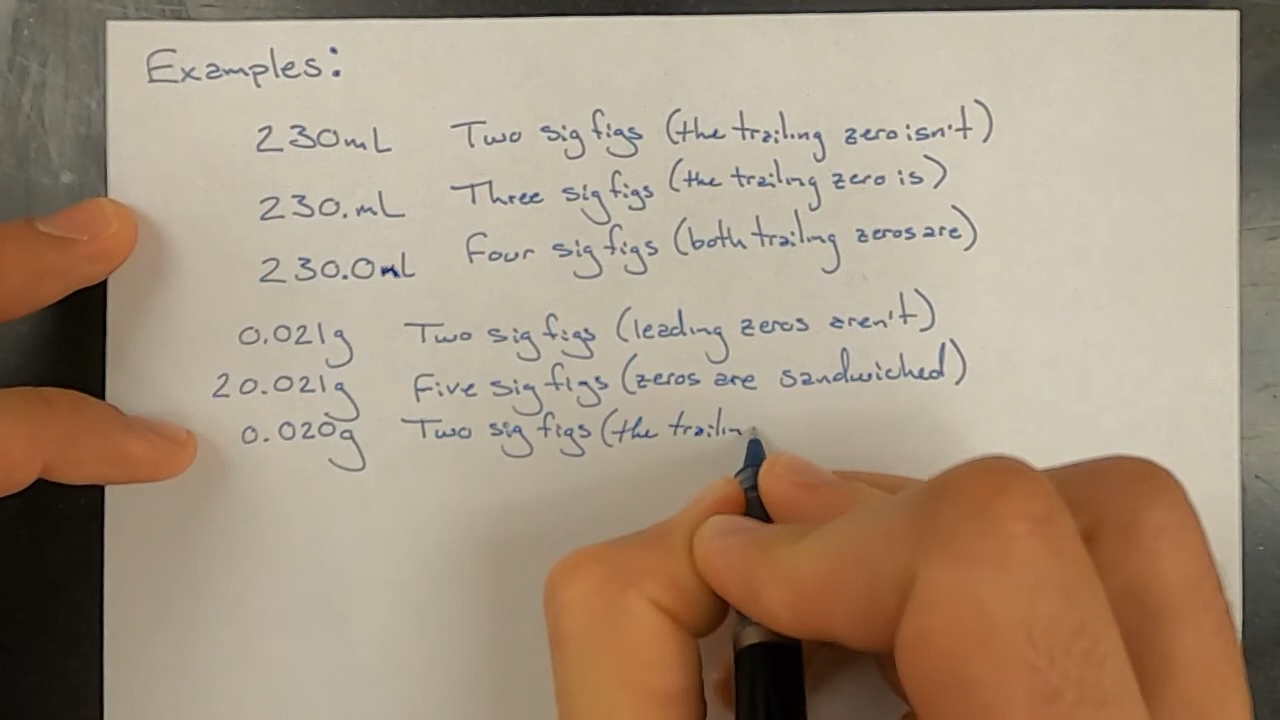 Examples:
230mL Two sig figs (the trailing zero isn't)
230.mL Three sig figs (the trailing zero is)
230.0mL Four sig figs (both trailing zeros are)
0.021g Two sig figs (leading zeros aren't)
20.021g Five sig figs (zeros are sandwiched)
0.020g Two sig figs (the trailin